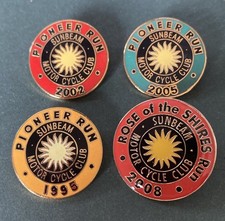 PIONEER RUN
SUNBEAM
MOTOR CYCLE CLUB
2002
PIONEER RUN
SUNBEAM
MOTOR CYCLE CLUB
2005
PIONEER RUN
SUNBEAM
MOTOR CYCLE CLUB
1995
ROSE of the SHIRES RUN
SUNBEAM
MOTOR CYCLE CLUB
2008